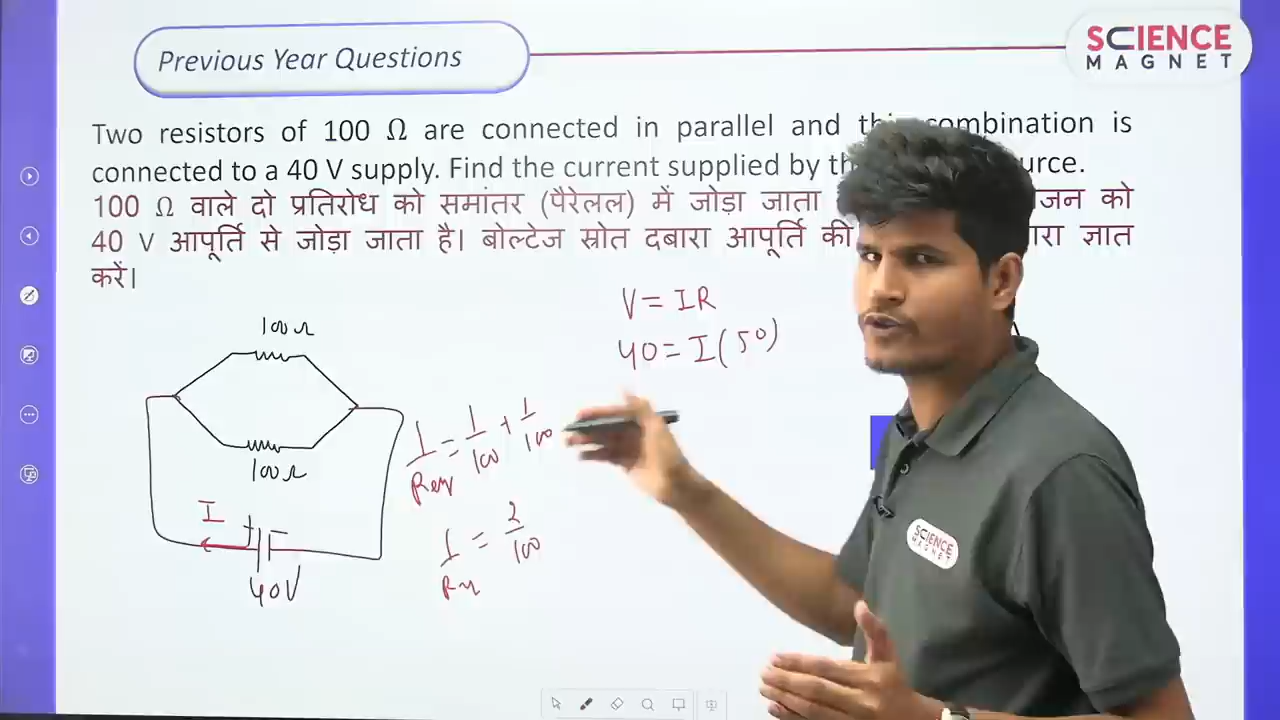 Previous Year Questions
SCIENCE
MAGNET
Two resistors of 100 Ω are connected in parallel and combination is
connected to a 40 V supply. Find the current supplied by
100 Ω वाले दो प्रतिरोध को समांतर (पैरेलल) में जोड़ा जाता को
40 V आपूर्ति से जोड़ा जाता है। बोल्टेज स्रोत दबारा आपूर्ति की ज्ञात
करें।
V = IR
40 = I(50)
100Ω
100Ω
I
+ -
40V
1/Req = 1/100 + 1/100
1/Req = 2/100
SCIENCE
MAGNET